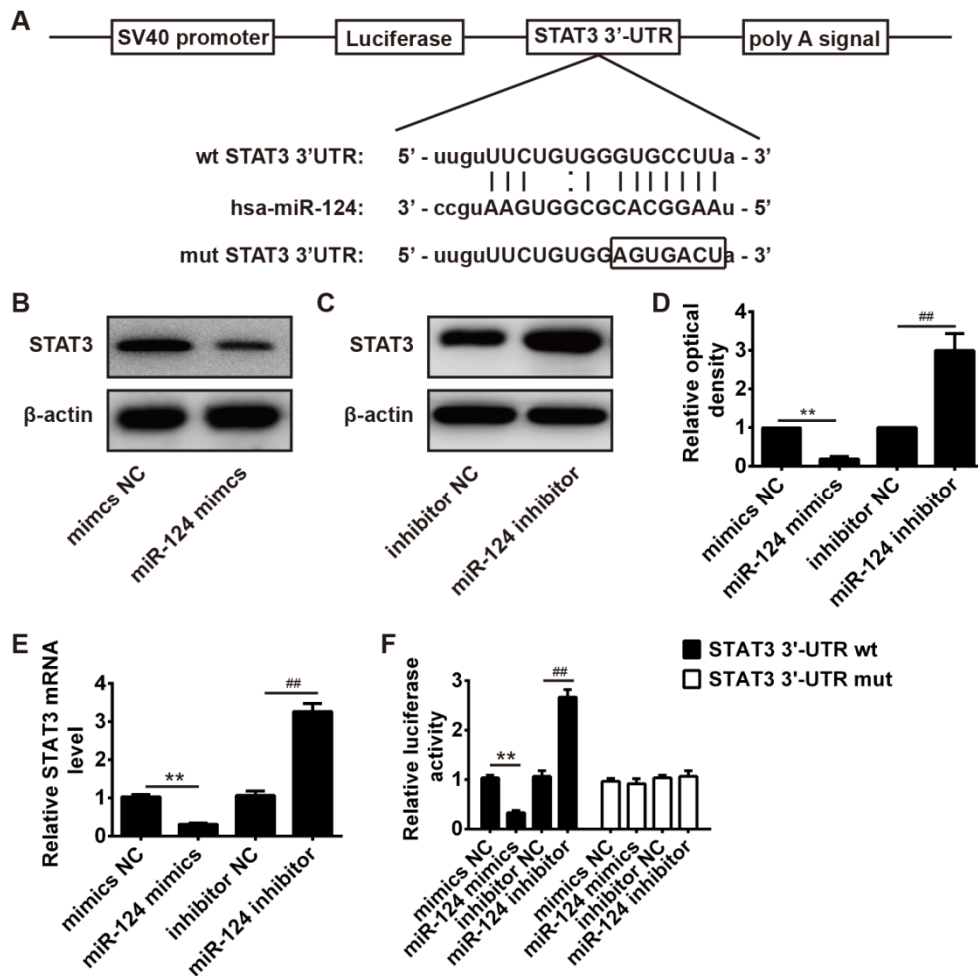 A
SV40 promoter Luciferase STAT3 3'-UTR poly A signal
wt STAT3 3'UTR: 5' - uuguUUCUGUGGGUGCCUUa - 3'
hsa-miR-124: 3' - ccguAAGUGGCGCACGGAAu - 5'
mut STAT3 3'UTR: 5' - uuguUUCUGUGGAGUGACUa - 3'
B
STAT3
β-actin
mimcs NC
miR-124 mimcs
C
STAT3
β-actin
inhibitor NC
miR-124 inhibitor
D
Relative optical
density
4
3
2
1
0
**
##
mimics NC
miR-124 mimics
inhibitor NC
miR-124 inhibitor
E
Relative STAT3 mRNA
level
4
3
2
1
0
**
##
mimics NC
miR-124 mimics
inhibitor NC
miR-124 inhibitor
F
STAT3 3'-UTR wt
STAT3 3'-UTR mut
Relative luciferase
activity
3
2
1
0
**
##
mimics NC
miR-124 mimics
inhibitor NC
miR-124 inhibitor
mimics NC
miR-124 mimics
inhibitor NC
miR-124 inhibitor